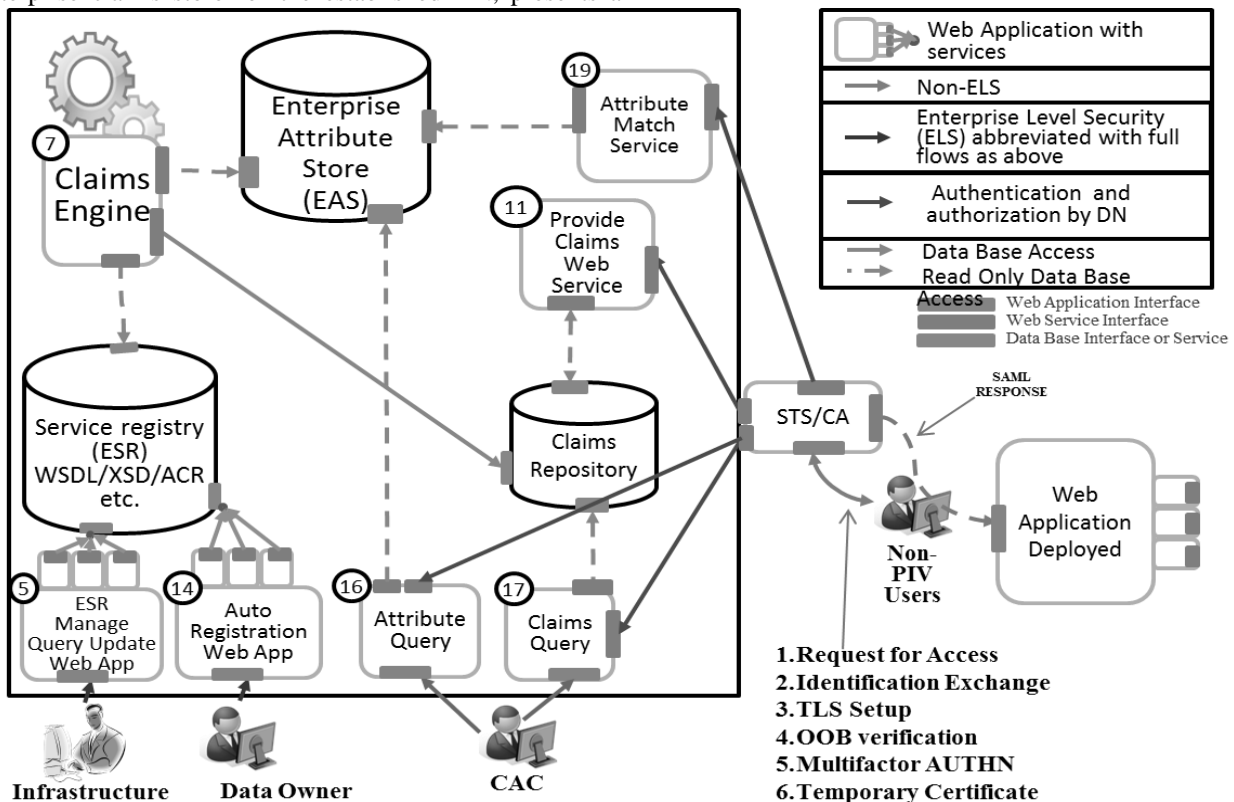 7
Claims
Engine
Enterprise
Attribute
Store
(EAS)
19
Attribute
Match
Service
11
Provide
Claims
Web
Service
Service registry
(ESR)
WSDL/XSD/ACR
etc.
Claims
Repository
5
ESR
Manage
Query Update
Web App
14
Auto
Registration
Web App
16
Attribute
Query
17
Claims
Query
Infrastructure
Data Owner
CAC
Web Application with
services
Non-ELS
Enterprise Level Security
(ELS) abbreviated with full
flows as above
Authentication and
authorization by DN
Data Base Access
Read Only Data Base
Access
Web Application Interface
Web Service Interface
Data Base Interface or Service
STS/CA
SAML
RESPONSE
Non-
PIV
Users
Web
Application
Deployed
1.Request for Access
2.Identification Exchange
3.TLS Setup
4.OOB verification
5.Multifactor AUTHN
6.Temporary Certificate